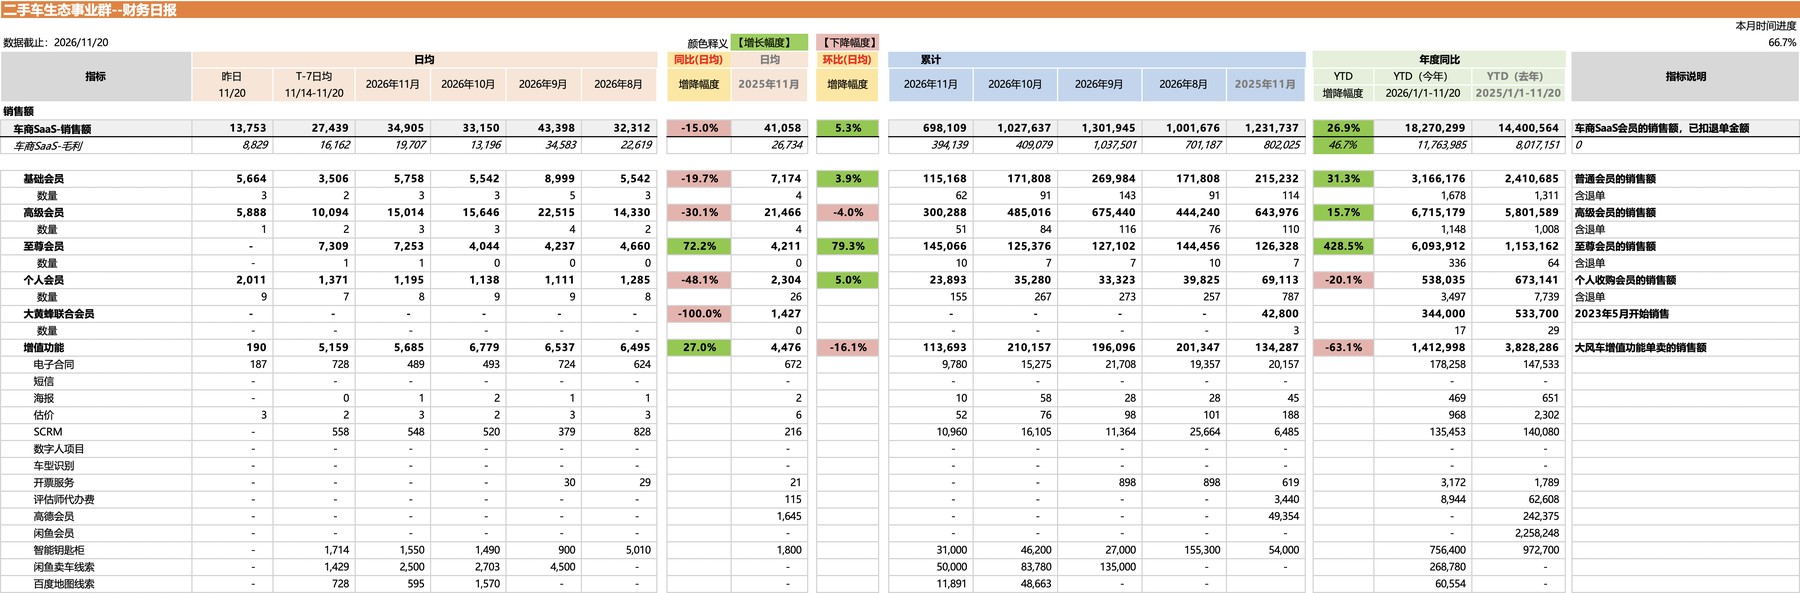 二手车生态事业群--财务日报
本月时间进度
数据截止：2026/11/20 颜色释义 【增长幅度】 【下降幅度】 66.7%
指标 日均 同比(日均) 日均 环比(日均) 累计 年度同比 指标说明
昨日 T-7日均 2026年11月 2026年10月 2026年9月 2026年8月 增降幅度 2025年11月 增降幅度 2026年11月 2026年10月 2026年9月 2026年8月 2025年11月 YTD YTD（今年） YTD（去年）
11/20 11/14-11/20 增降幅度 2026/1/1-11/20 2025/1/1-11/20
销售额
车商SaaS-销售额 13,753 27,439 34,905 33,150 43,398 32,312 -15.0% 41,058 5.3% 698,109 1,027,637 1,301,945 1,001,676 1,231,737 26.9% 18,270,299 14,400,564 车商SaaS会员的销售额，已扣退单金额
车商SaaS-毛利 8,829 16,162 19,707 13,196 34,583 22,619 26,734 394,139 409,079 1,037,501 701,187 802,025 46.7% 11,763,985 8,017,151 0
基础会员 5,664 3,506 5,758 5,542 8,999 5,542 -19.7% 7,174 3.9% 115,168 171,808 269,984 171,808 215,232 31.3% 3,166,176 2,410,685 普通会员的销售额
数量 3 2 3 3 5 3 4 62 91 143 91 114 1,678 1,311 含退单
高级会员 5,888 10,094 15,014 15,646 22,515 14,330 -30.1% 21,466 -4.0% 300,288 485,016 675,440 444,240 643,976 15.7% 6,715,179 5,801,589 高级会员的销售额
数量 1 2 3 3 4 2 4 51 84 116 76 110 1,148 1,008 含退单
至尊会员 - 7,309 7,253 4,044 4,237 4,660 72.2% 4,211 79.3% 145,066 125,376 127,102 144,456 126,328 428.5% 6,093,912 1,153,162 至尊会员的销售额
数量 - 1 1 0 0 0 0 10 7 7 10 7 336 64 含退单
个人会员 2,011 1,371 1,195 1,138 1,111 1,285 -48.1% 2,304 5.0% 23,893 35,280 33,323 39,825 69,113 -20.1% 538,035 673,141 个人收购会员的销售额
数量 9 7 8 9 9 8 26 155 267 273 257 787 3,497 7,739 含退单
大黄蜂联合会员 - - - - - - -100.0% 1,427 - - - - 42,800 344,000 533,700 2023年5月开始销售
数量 - - - - - - 0 - - - - 3 17 29
增值功能 190 5,159 5,685 6,779 6,537 6,495 27.0% 4,476 -16.1% 113,693 210,157 196,096 201,347 134,287 -63.1% 1,412,998 3,828,286 大风车增值功能单卖的销售额
电子合同 187 728 489 493 724 624 672 9,780 15,275 21,708 19,357 20,157 178,258 147,533
短信 - - - - - - - - - - - - - -
海报 - 0 1 2 1 1 2 10 58 28 28 45 469 651
估价 3 2 3 2 3 3 6 52 76 98 101 188 968 2,302
SCRM - 558 548 520 379 828 216 10,960 16,105 11,364 25,664 6,485 135,453 140,080
数字人项目 - - - - - - - - - - - - - -
车型识别 - - - - - - - - - - - - - -
开票服务 - - - - 30 29 21 - - 898 898 619 3,172 1,789
评估师代办费 - - - - - - 115 - - - - 3,440 8,944 62,608
高德会员 - - - - - - 1,645 - - - - 49,354 - 242,375
闲鱼会员 - - - - - - - - - - - - - 2,258,248
智能钥匙柜 - 1,714 1,550 1,490 900 5,010 1,800 31,000 46,200 27,000 155,300 54,000 756,400 972,700
闲鱼卖车线索 - 1,429 2,500 2,703 4,500 - - 50,000 83,780 135,000 - - 268,780 -
百度地图线索 - 728 595 1,570 - - - 11,891 48,663 - - - 60,554 -